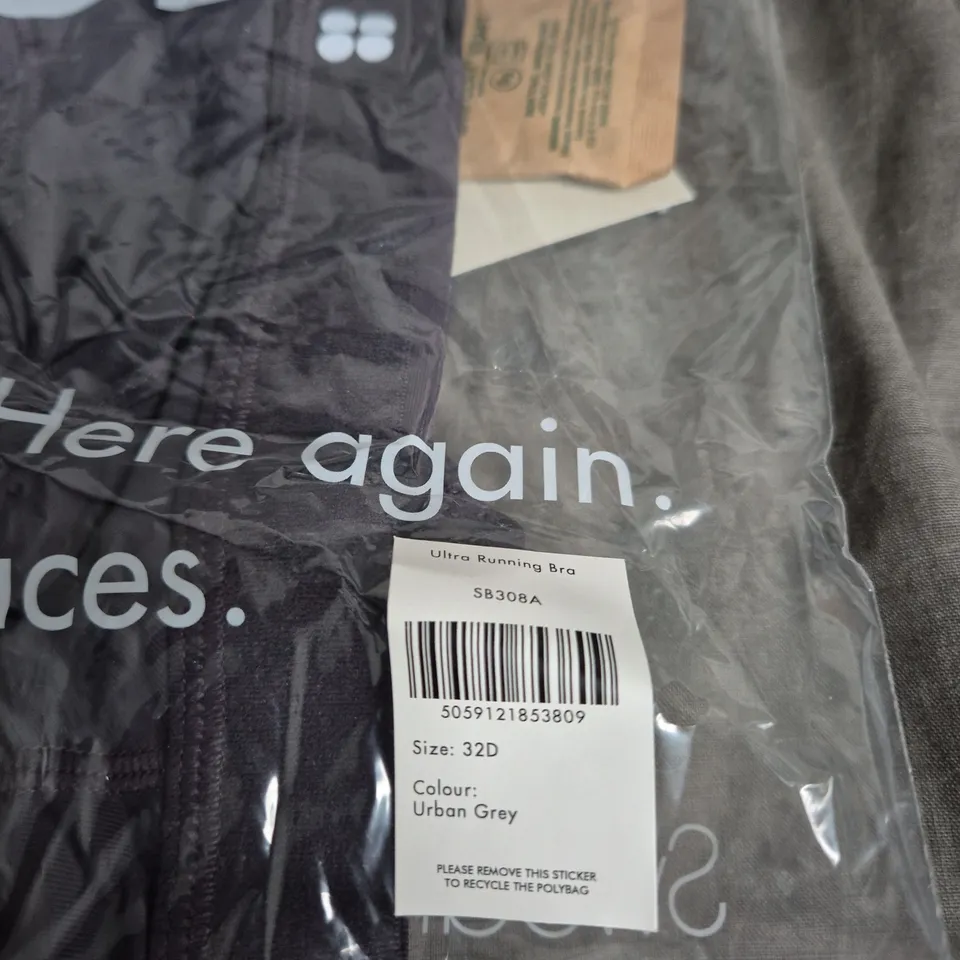 Here again.
aces.
Ultra Running Bra
SB308A
5059121853809
Size: 32D
Colour:
Urban Grey
PLEASE REMOVE THIS STICKER
TO RECYCLE THE POLYBAG